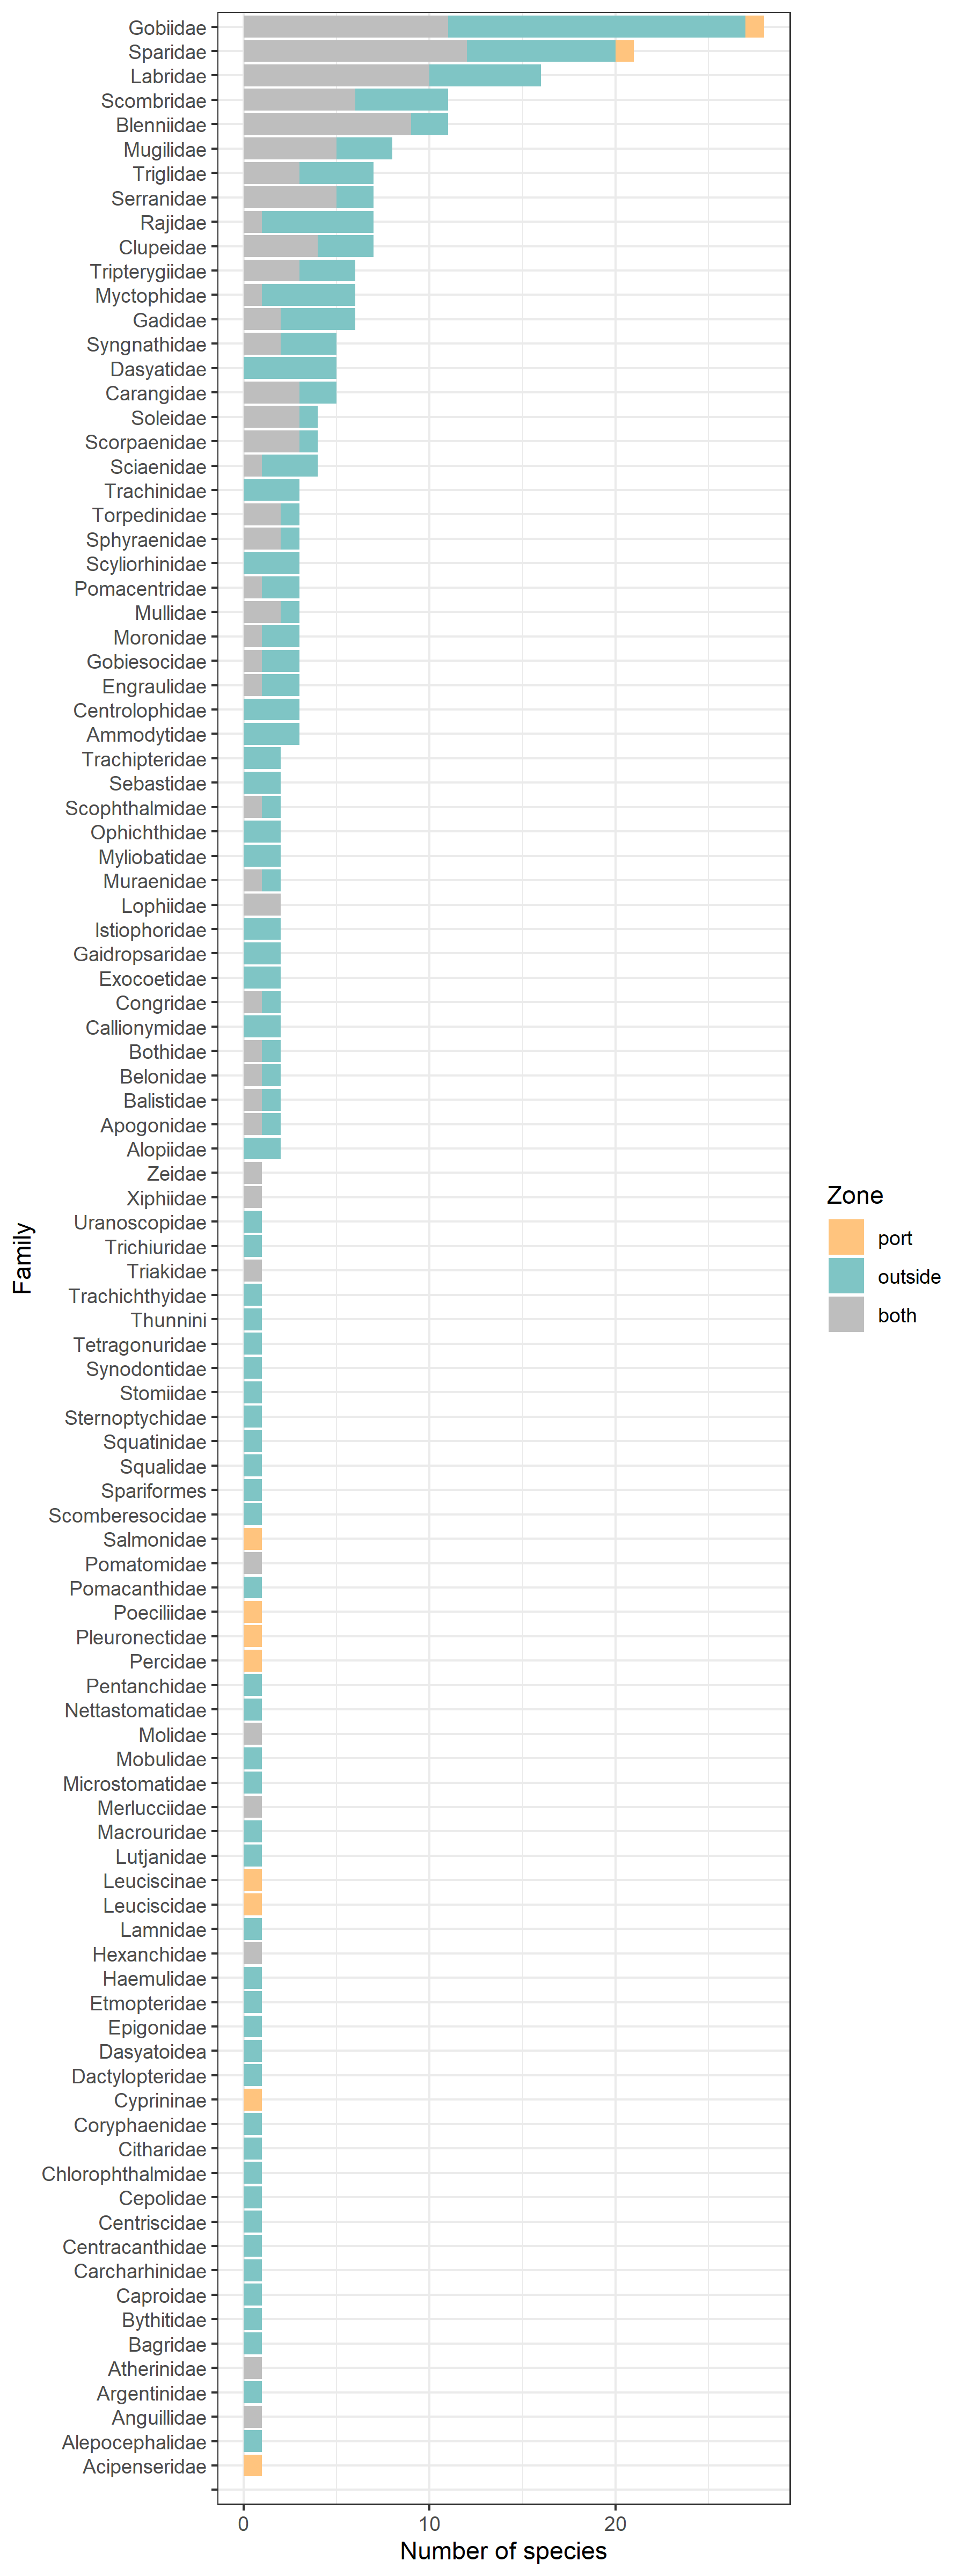 Gobiidae
Sparidae
Labridae
Scombridae
Blenniidae
Mugilidae
Triglidae
Serranidae
Rajidae
Clupeidae
Tripterygiidae
Myctophidae
Gadidae
Syngnathidae
Dasyatidae
Carangidae
Soleidae
Scorpaenidae
Sciaenidae
Trachinidae
Torpedinidae
Sphyraenidae
Scyliorhinidae
Pomacentridae
Mullidae
Moronidae
Gobiesocidae
Engraulidae
Centrolophidae
Ammodytidae
Trachipteridae
Sebastidae
Scophthalmidae
Ophichthidae
Myliobatidae
Muraenidae
Lophiidae
Istiophoridae
Gaidropsaridae
Exocoetidae
Congridae
Callionymidae
Bothidae
Belonidae
Balistidae
Apogonidae
Alopiidae
Zeidae
Xiphiidae
Uranoscopidae
Trichiuridae
Triakidae
Trachichthyidae
Thunnini
Tetragonuridae
Synodontidae
Stomiidae
Sternoptychidae
Squatinidae
Squalidae
Spariformes
Scomberesocidae
Salmonidae
Pomatomidae
Pomacanthidae
Poeciliidae
Pleuronectidae
Percidae
Pentanchidae
Nettastomatidae
Molidae
Mobulidae
Microstomatidae
Merlucciidae
Macrouridae
Lutjanidae
Leuciscinae
Leuciscidae
Lamnidae
Hexanchidae
Haemulidae
Etmopteridae
Epigonidae
Dasyatoidea
Dactylopteridae
Cyprininae
Coryphaenidae
Citharidae
Chlorophthalmidae
Cepolidae
Centriscidae
Centracanthidae
Carcharhinidae
Caproidae
Bythitidae
Bagridae
Atherinidae
Argentinidae
Anguillidae
Alepocephalidae
Acipenseridae
Family
0 10 20
Number of species
Zone
port
outside
both